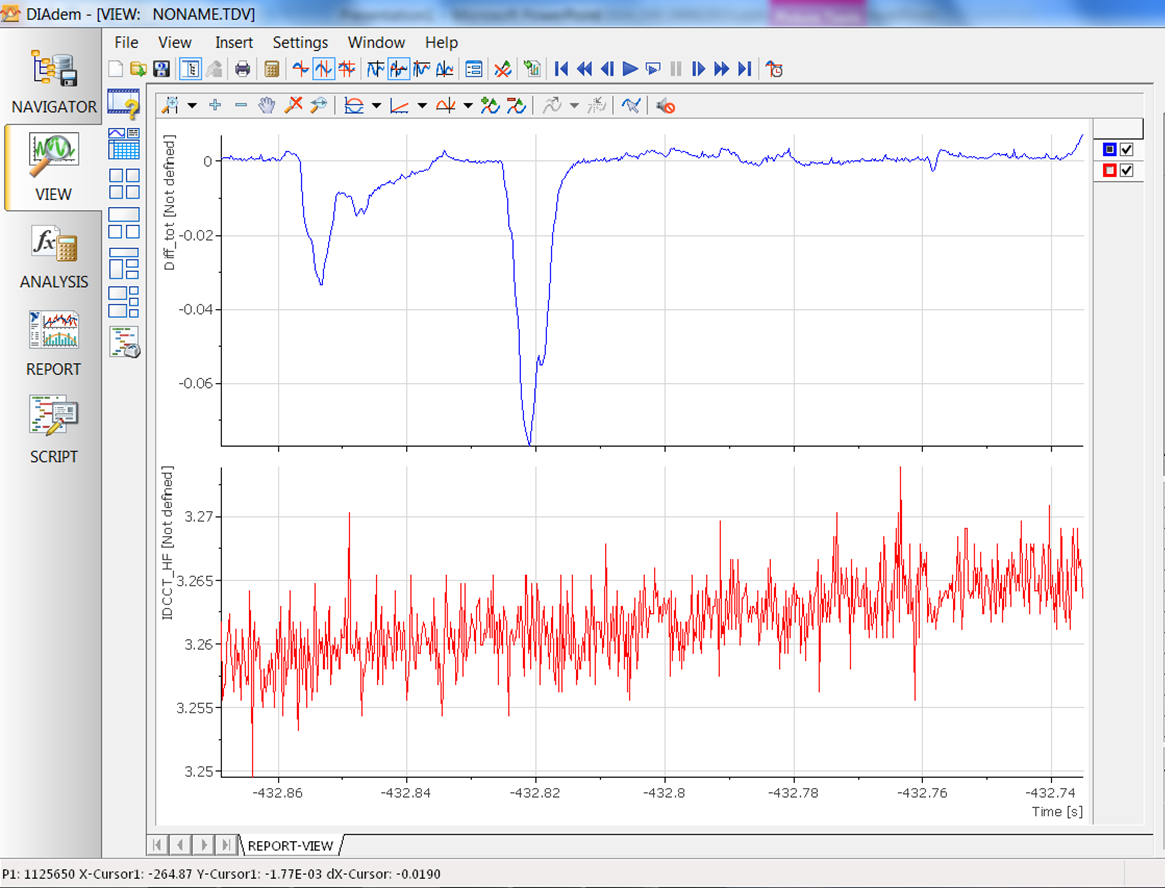 DIAdem - [VIEW:   NONAME.TDV]
File View Insert Settings Window Help
NAVIGATOR
VIEW
ANALYSIS
REPORT
SCRIPT
Diff_tot [Not defined]
0
-0.02
-0.04
-0.06
IDCCT_HF [Not defined]
3.27
3.265
3.26
3.255
3.25
-432.86 -432.84 -432.82 -432.8 -432.78 -432.76 -432.74
Time [s]
REPORT-VIEW
P1: 1125650 X-Cursor1: -264.87 Y-Cursor1: -1.77E-03 dX-Cursor: -0.0190